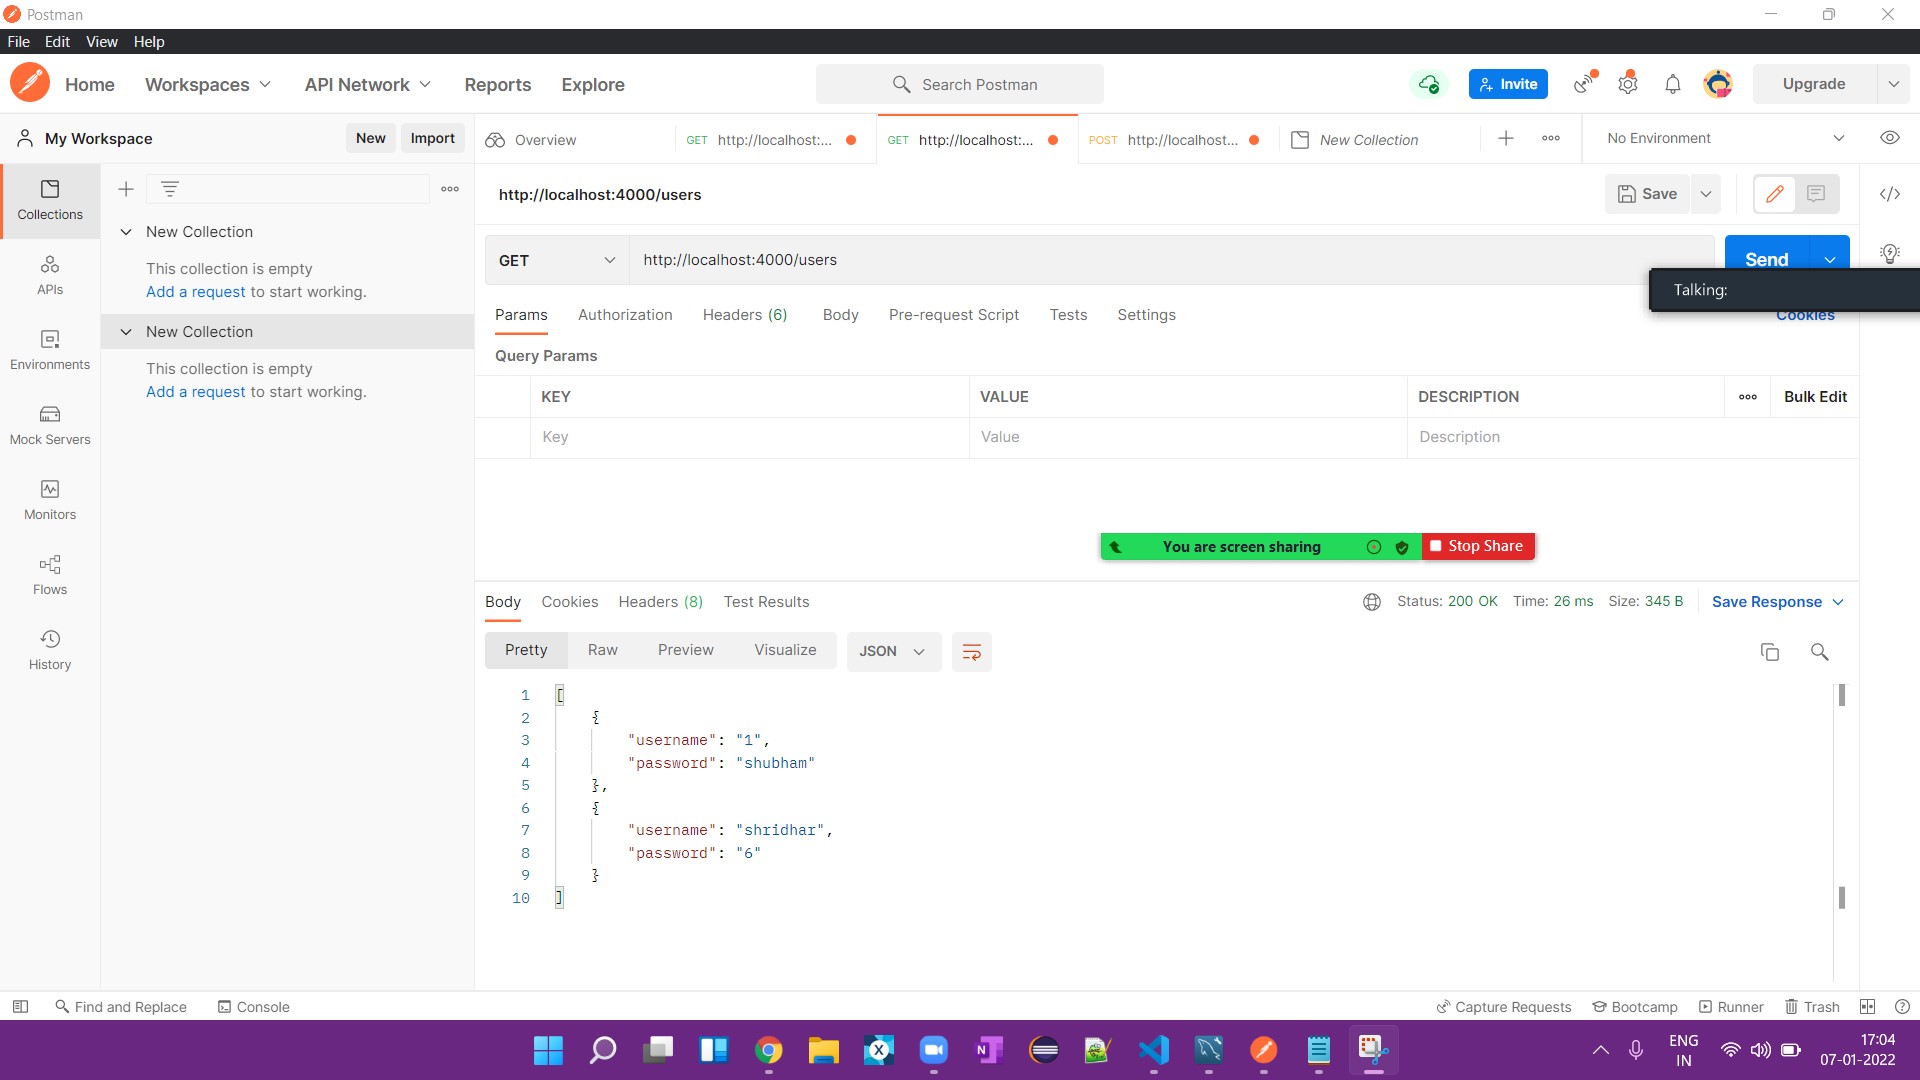 Postman
File Edit View Help
Home Workspaces API Network Reports Explore Search Postman Invite Upgrade
My Workspace New Import Overview GET http://localhost:... GET http://localhost:... POST http://localhost... New Collection No Environment
Collections
APIs
Environments
Mock Servers
Monitors
Flows
History
New Collection
This collection is empty
Add a request to start working.
New Collection
This collection is empty
Add a request to start working.
http://localhost:4000/users Save
GET http://localhost:4000/users Send
Talking:
Params Authorization Headers (6) Body Pre-request Script Tests Settings Cookies
Query Params
KEY VALUE DESCRIPTION Bulk Edit
Key Value Description
You are screen sharing Stop Share
Body Cookies Headers (8) Test Results Status: 200 OK Time: 26 ms Size: 345 B Save Response
Pretty Raw Preview Visualize JSON
1 [
2 {
3 "username": "1",
4 "password": "shubham"
5 },
6 {
7 "username": "shridhar",
8 "password": "6"
9 }
10 ]
Find and Replace Console Capture Requests Bootcamp Runner Trash
ENG 17:04
IN 07-01-2022